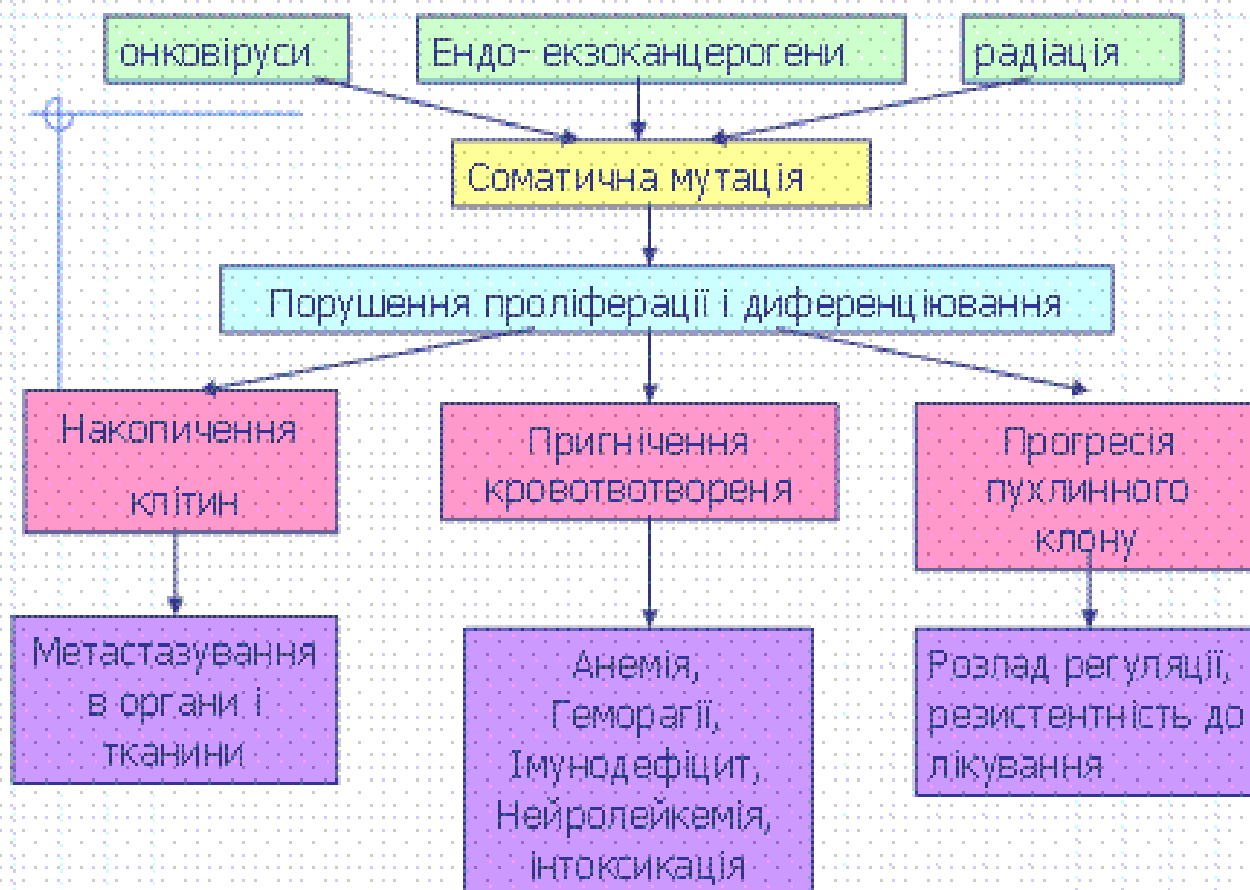 онковіруси
Ендо- екзоканцерогени
радіація
Соматична мутація
Порушення проліферації і диференціювання
Накопичення
клітин
Пригнічення
кровотвотвореня
Прогресія
пухлинного
клону
Метастазування
в органи і
тканини
Анемія,
Геморагії,
Імунодефіцит,
Нейролейкемія,
інтоксикація
Розлад регуляції,
резистентність до
лікування